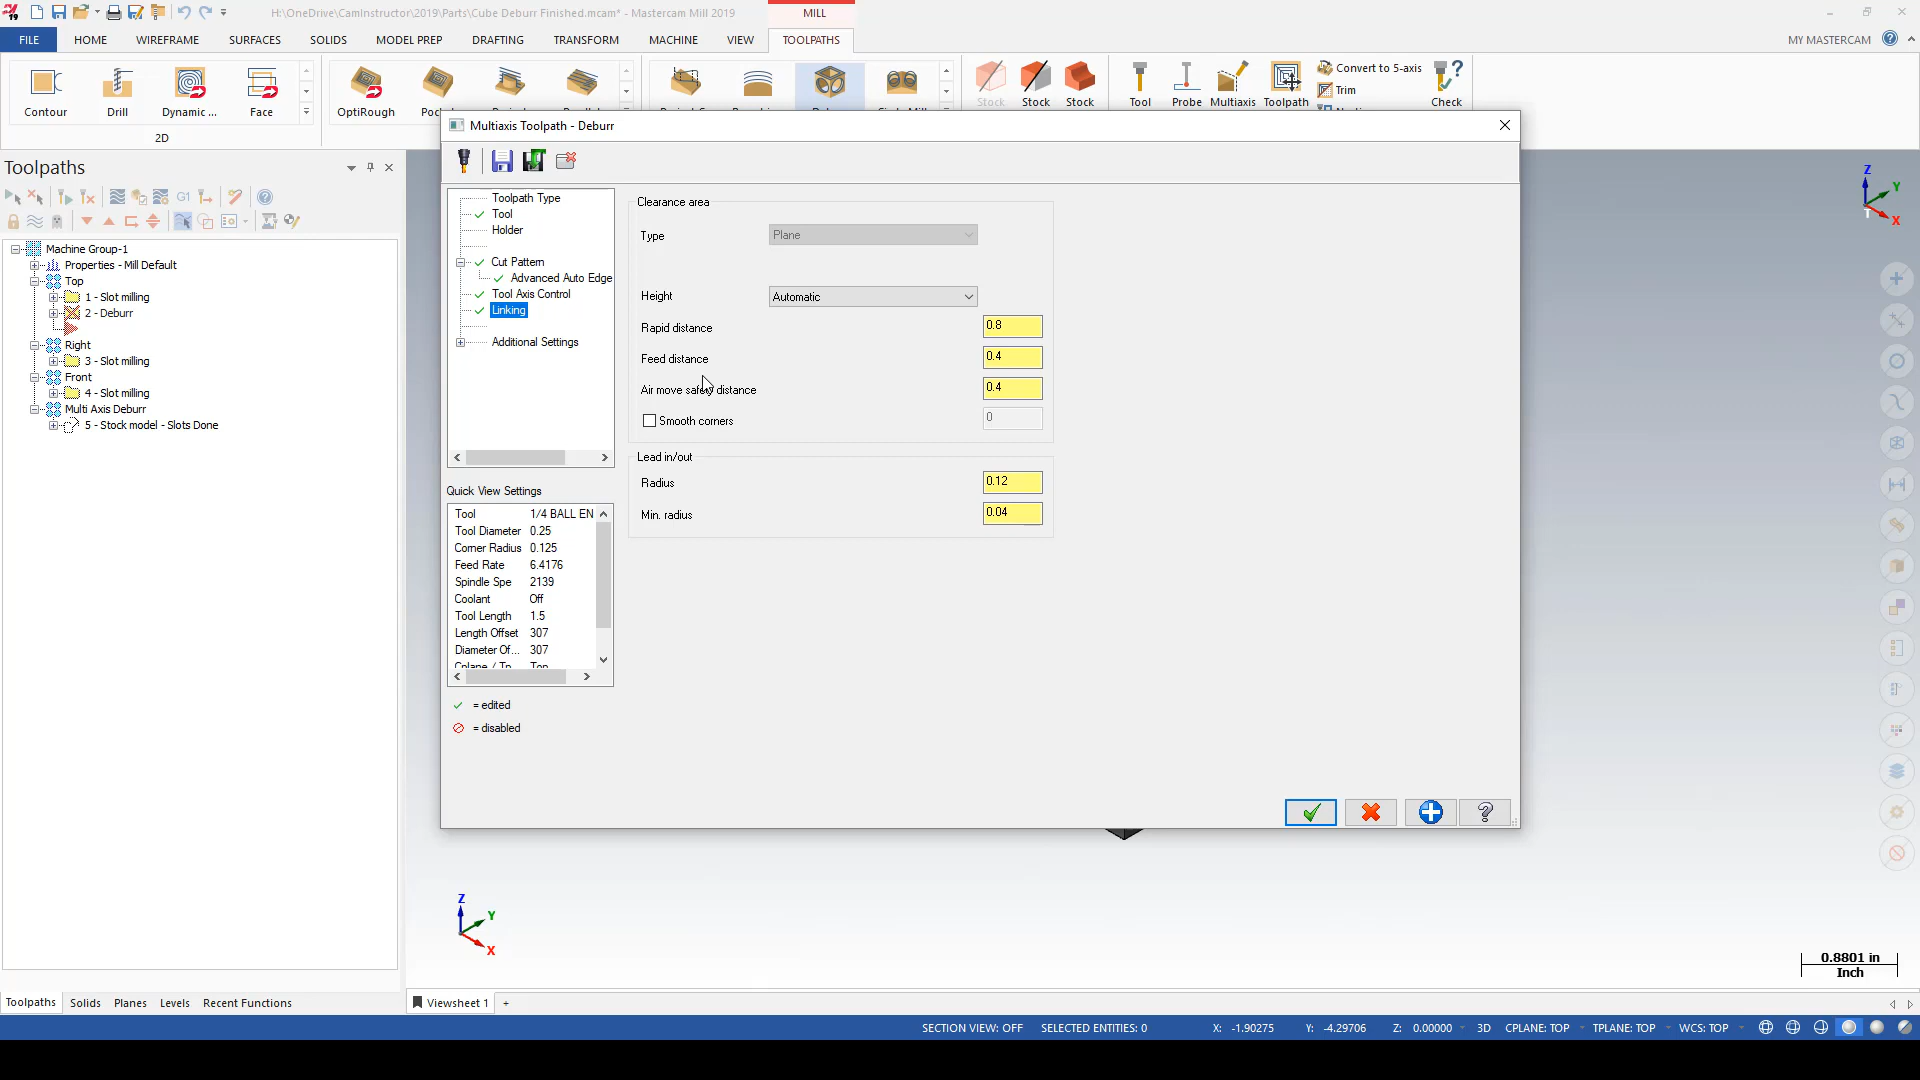 H:\OneDrive\CamInstructor\2019\Parts\Cube Deburr Finished.mcam* - Mastercam Mill 2019
MILL
FILE HOME WIREFRAME SURFACES SOLIDS MODEL PREP DRAFTING TRANSFORM MACHINE VIEW TOOLPATHS MY MASTERCAM
Contour Drill Dynamic ... Face OptiRough
Stock Stock Stock Tool Probe Multiaxis Toolpath Convert to 5-axis Check
Trim
2D
Multiaxis Toolpath - Deburr
Toolpaths
G1
Machine Group-1
Properties - Mill Default
Top
1 - Slot milling
2 - Deburr
Right
3 - Slot milling
Front
4 - Slot milling
Multi Axis Deburr
5 - Stock model - Slots Done
Toolpath Type
Tool
Holder
Cut Pattern
Advanced Auto Edge
Tool Axis Control
Linking
Additional Settings
Quick View Settings
Tool 1/4 BALL EN
Tool Diameter 0.25
Corner Radius 0.125
Feed Rate 6.4176
Spindle Spe 2139
Coolant Off
Tool Length 1.5
Length Offset 307
Diameter Of... 307
Cplane / Tp Top
= edited
= disabled
Clearance area
Type Plane
Height Automatic
Rapid distance 0.8
Feed distance 0.4
Air move safety distance 0.4
Smooth corners 0
Lead in/out
Radius 0.12
Min. radius 0.04
Z
Y
X
T
Z
Y
X
0.8801 in
Inch
Toolpaths Solids Planes Levels Recent Functions
Viewsheet 1 +
SECTION VIEW: OFF SELECTED ENTITIES: 0 X: -1.90275 Y: -4.29706 Z: 0.00000 3D CPLANE: TOP TPLANE: TOP WCS: TOP